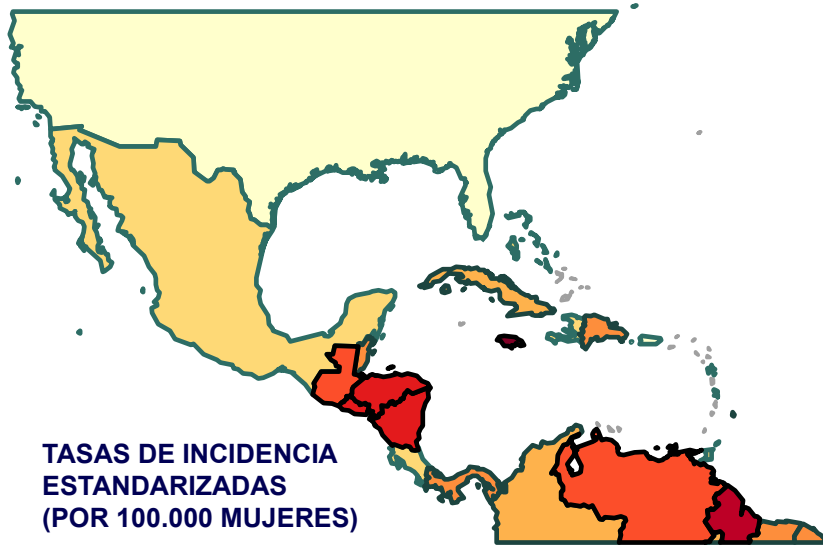 TASAS DE INCIDENCIA
ESTANDARIZADAS
(POR 100.000 MUJERES)